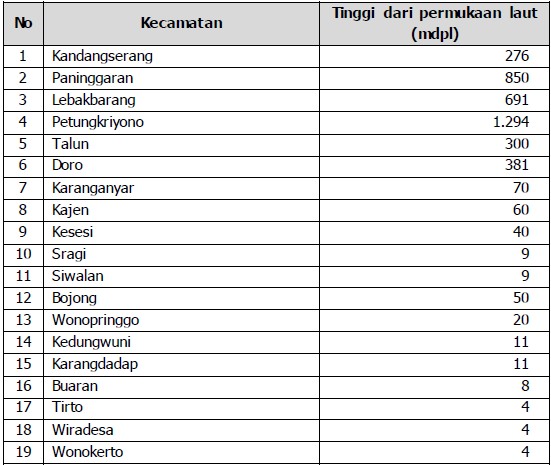 No Kecamatan Tinggi dari permukaan laut
(mdpl)
1 Kandangserang 276
2 Paninggaran 850
3 Lebakbarang 691
4 Petungkriyono 1.294
5 Talun 300
6 Doro 381
7 Karanganyar 70
8 Kajen 60
9 Kesesi 40
10 Sragi 9
11 Siwalan 9
12 Bojong 50
13 Wonopringgo 20
14 Kedungwuni 11
15 Karangdadap 11
16 Buaran 8
17 Tirto 4
18 Wiradesa 4
19 Wonokerto 4